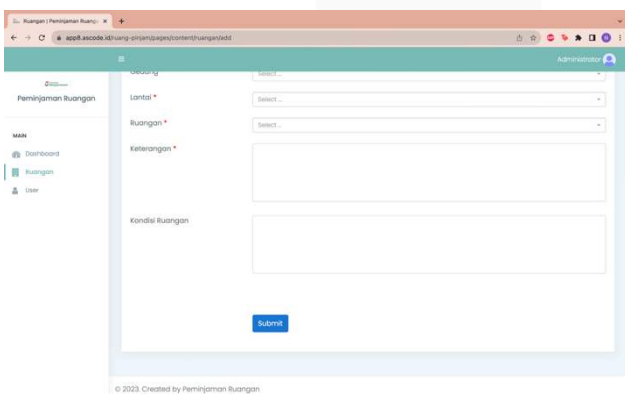 Ruangan | Peminjaman Ruang
app8.ascode.id/ruang-pinjam/pages/content/ruangan/add
Administrator
Peminjaman Ruangan
MAIN
Dashboard
Ruangan
User
Gedung
Select ...
Lantai *
Select ...
Ruangan *
Select ...
Keterangan *
Kondisi Ruangan
Submit
© 2023. Created by Peminjaman Ruangan